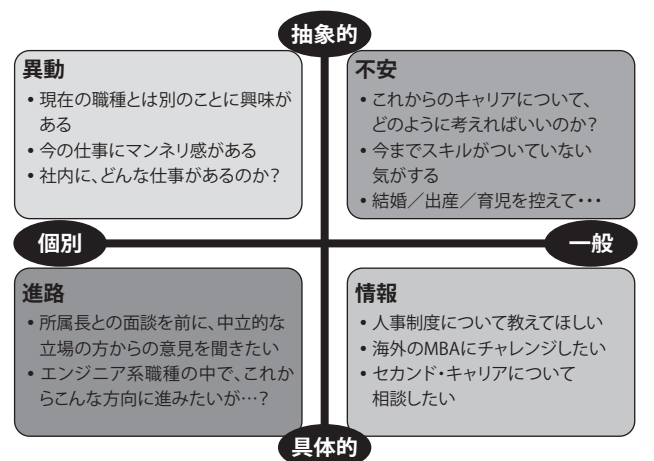 抽象的
異動
• 現在の職種とは別のことに興味が
ある
• 今の仕事にマンネリ感がある
• 社内に、どんな仕事があるのか？
不安
• これからのキャリアについて、
どのように考えればいいのか？
• 今までスキルがついていない
気がする
• 結婚／出産／育児を控えて・・・
個別
一般
進路
• 所属長との面談を前に、中立的な
立場の方からの意見を聞きたい
• エンジニア系職種の中で、これか
らこんな方向に進みたいが…？
情報
• 人事制度について教えてほしい
• 海外のMBAにチャレンジしたい
• セカンド・キャリアについて
相談したい
具体的